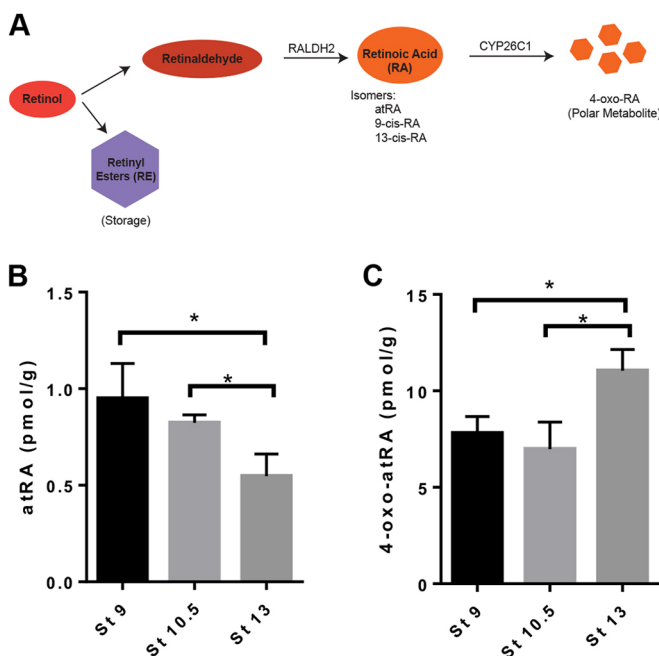 A
Retinol
Retinaldehyde
RALDH2
Retinoic Acid
(RA)
CYP26C1
Isomers:
atRA
9-cis-RA
13-cis-RA
4-oxo-RA
(Polar Metabolite)
Retinyl
Esters (RE)
(Storage)
B
atRA (pmol/g)
1.5
1.0
0.5
0.0
*
*
St 9
St 10.5
St 13
C
4-oxo-atRA (pmol/g)
15
10
5
0
*
*
St 9
St 10.5
St 13